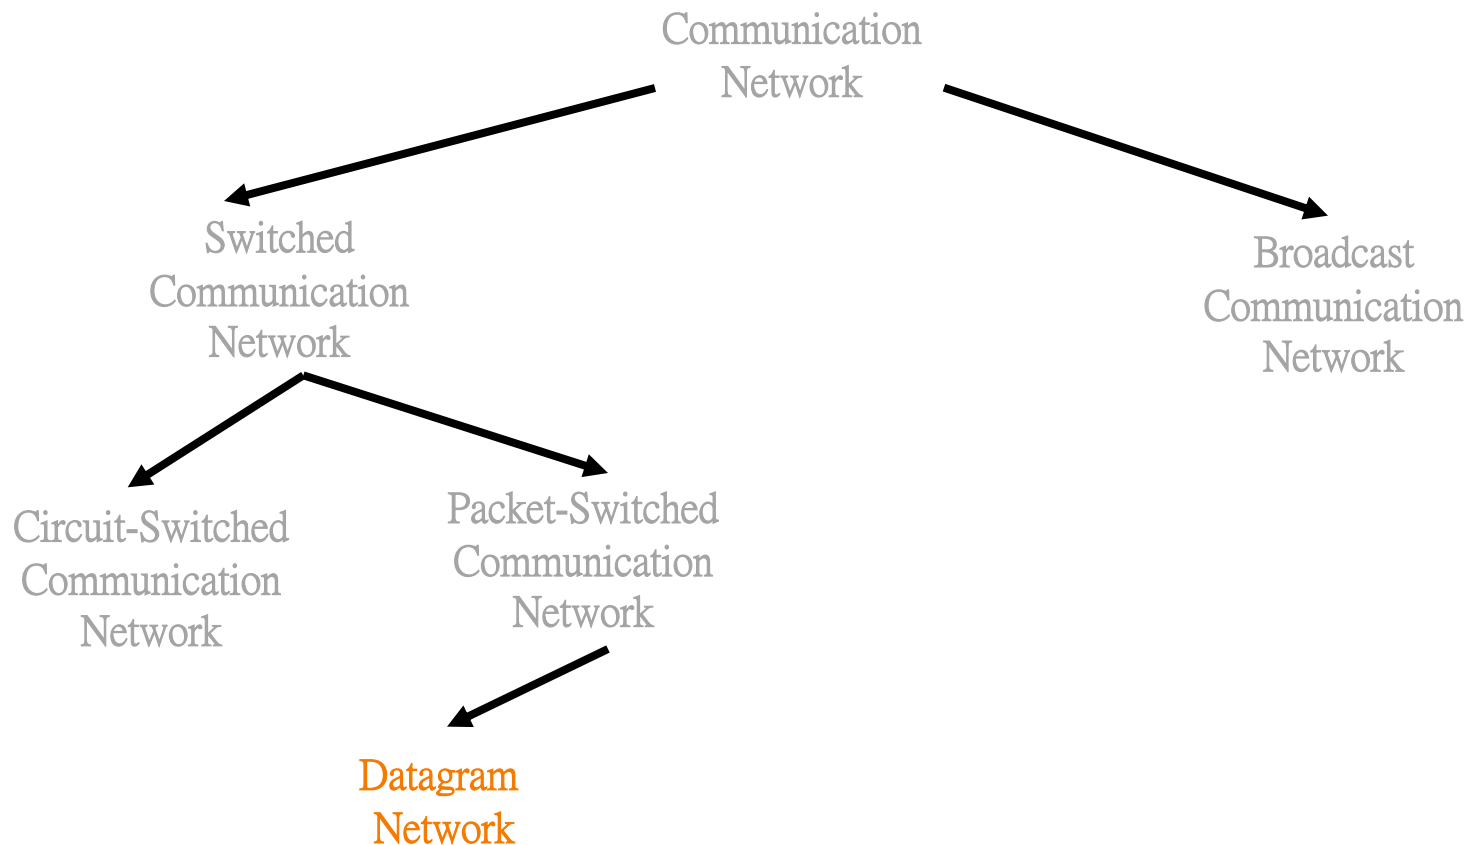 Communication
Network
Switched
Communication
Network
Broadcast
Communication
Network
Circuit-Switched
Communication
Network
Packet-Switched
Communication
Network
Datagram
Network